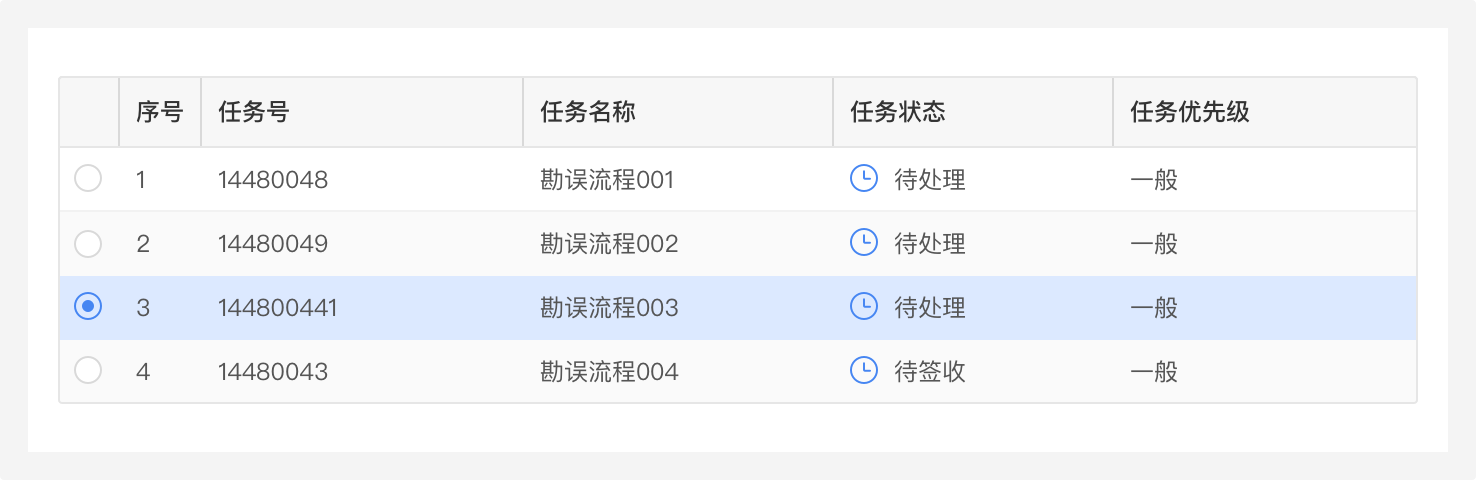 序号 任务号 任务名称 任务状态 任务优先级
1 14480048 勘误流程001 待处理 一般
2 14480049 勘误流程002 待处理 一般
3 144800441 勘误流程003 待处理 一般
4 14480043 勘误流程004 待签收 一般